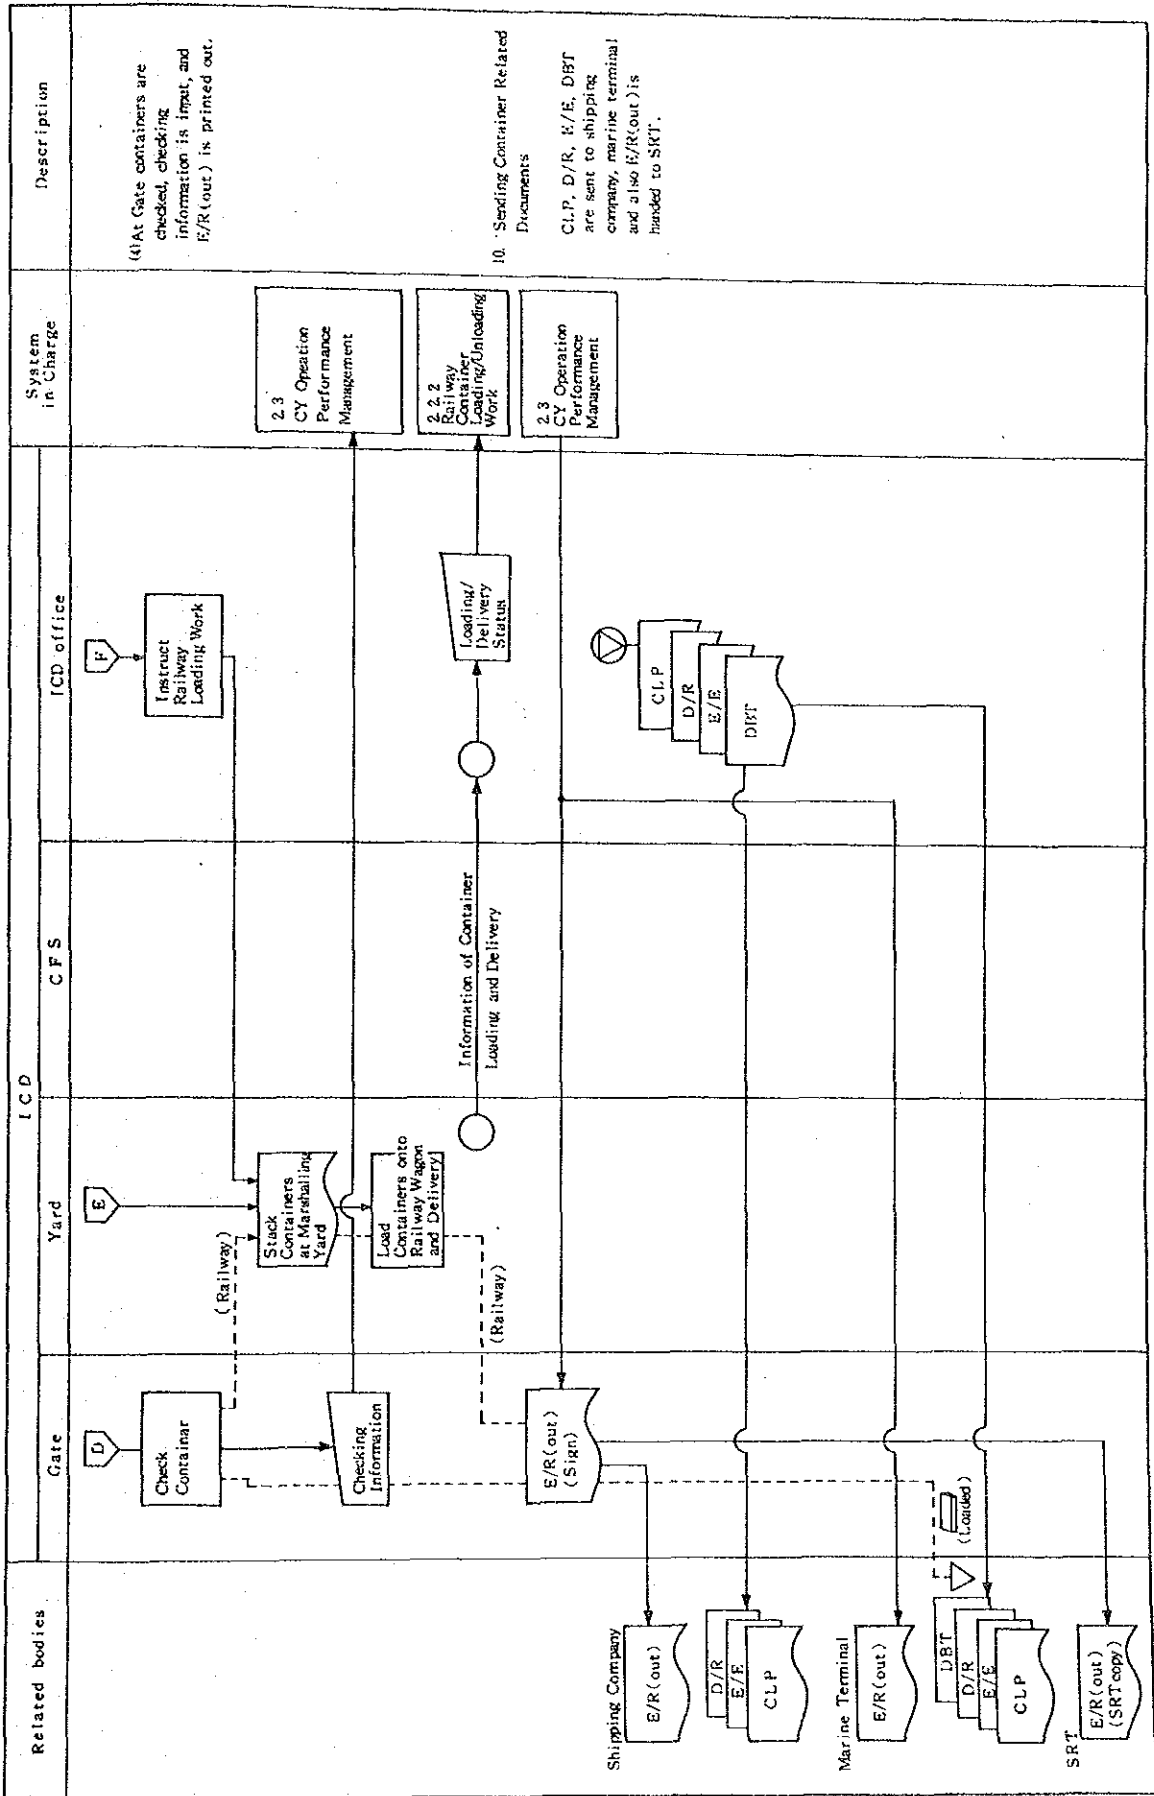 Related bodies
ICD
Gate
Yard
CFS
ICD office
System
in Charge
Description
D
Check
Containar
E
F
Instruct
Railway
Loading Work
(4)At Gate containers are
checked, checking
information is input, and
E/R(out) is printed out.
(Railway)
Stack
Containers
at Marshalling
Yard
2.3
CY Opeation
Performance
Management
Checking
Information
Load
Containers onto
Railway Wagon
and Delivery
Information of Container
Loading and Delivery
Loading/
Delivery
Status
2.2.2
Railway
Container
Loading/Unloading
Work
(Railway)
E/R(out)
(Sign)
2.3
CY Operation
Performance
Management
10. Sending Container Related
Documents
CLP, D/R, E/E, DBT
are sent to shipping
company, marine terminal
and also E/R(out)is
handed to SRT.
Shipping Company
E/R(out)
CLP
D/R
E/E
DBT
D/R
E/E
CLP
Marine Terminal
E/R(out)
(Loaded)
DBT
D/R
E/E
CLP
SRT
E/R(out)
(SRTcopy)